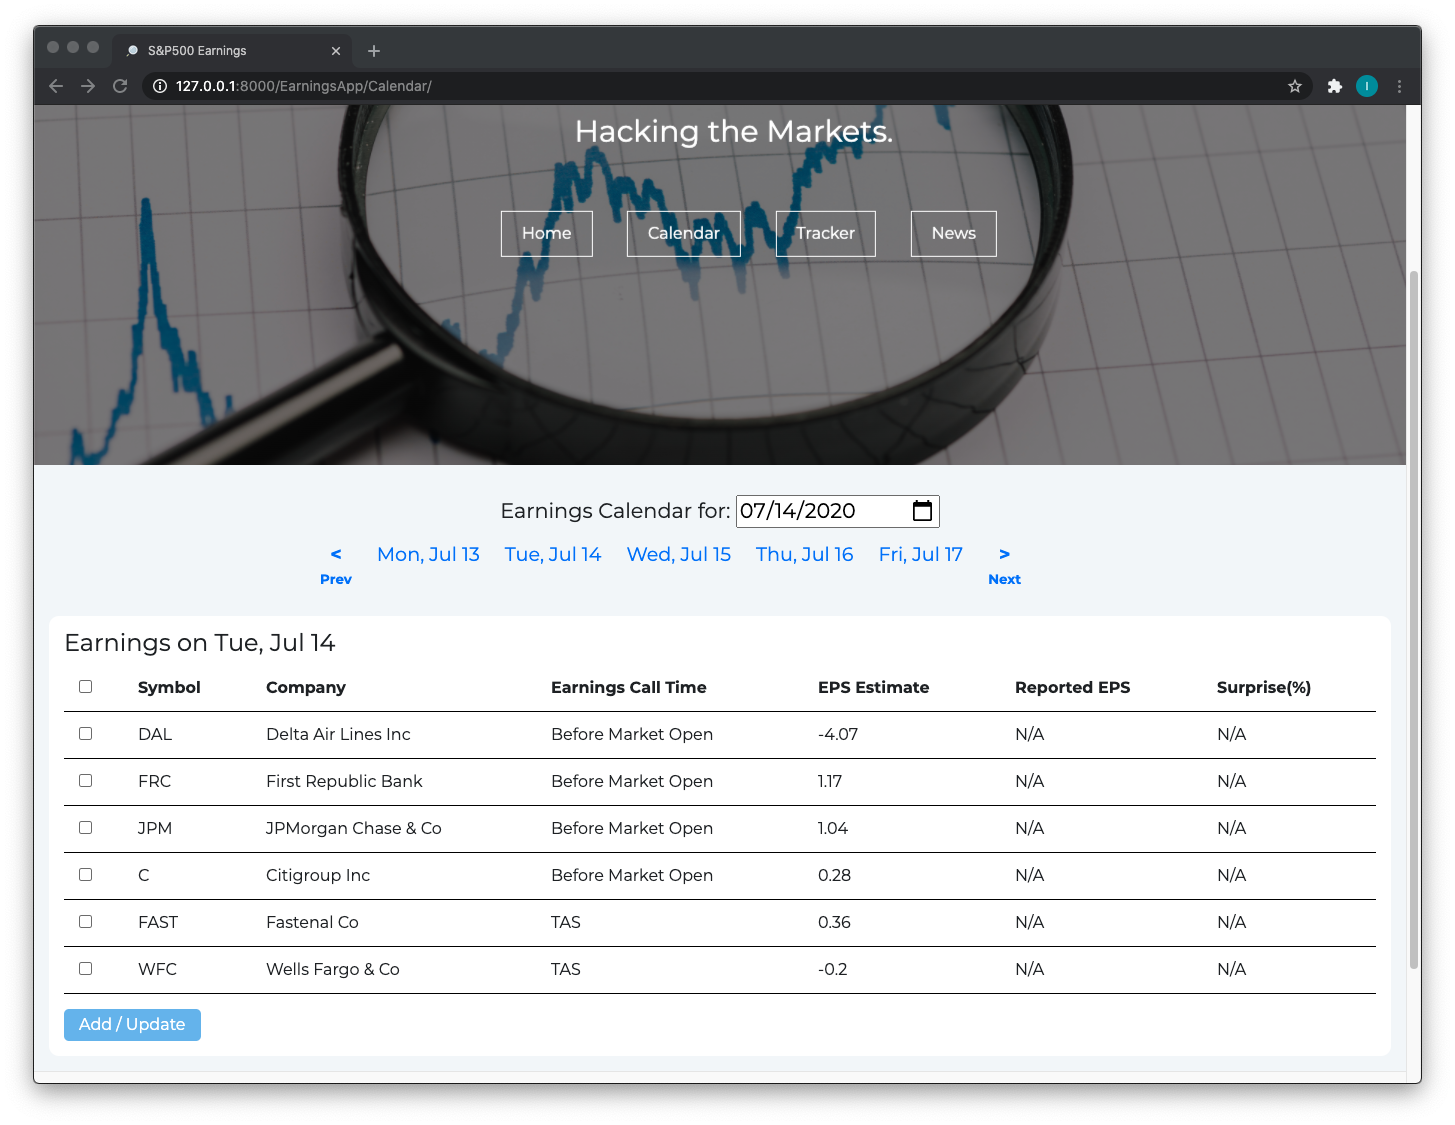 S&P500 Earnings
127.0.0.1:8000/EarningsApp/Calendar/
I
Hacking the Markets.
Home Calendar Tracker News
Earnings Calendar for: 07/14/2020
< Mon, Jul 13 Tue, Jul 14 Wed, Jul 15 Thu, Jul 16 Fri, Jul 17 >
Prev Next
Earnings on Tue, Jul 14
Symbol Company Earnings Call Time EPS Estimate Reported EPS Surprise(%)
DAL Delta Air Lines Inc Before Market Open -4.07 N/A N/A
FRC First Republic Bank Before Market Open 1.17 N/A N/A
JPM JPMorgan Chase & Co Before Market Open 1.04 N/A N/A
C Citigroup Inc Before Market Open 0.28 N/A N/A
FAST Fastenal Co TAS 0.36 N/A N/A
WFC Wells Fargo & Co TAS -0.2 N/A N/A
Add / Update